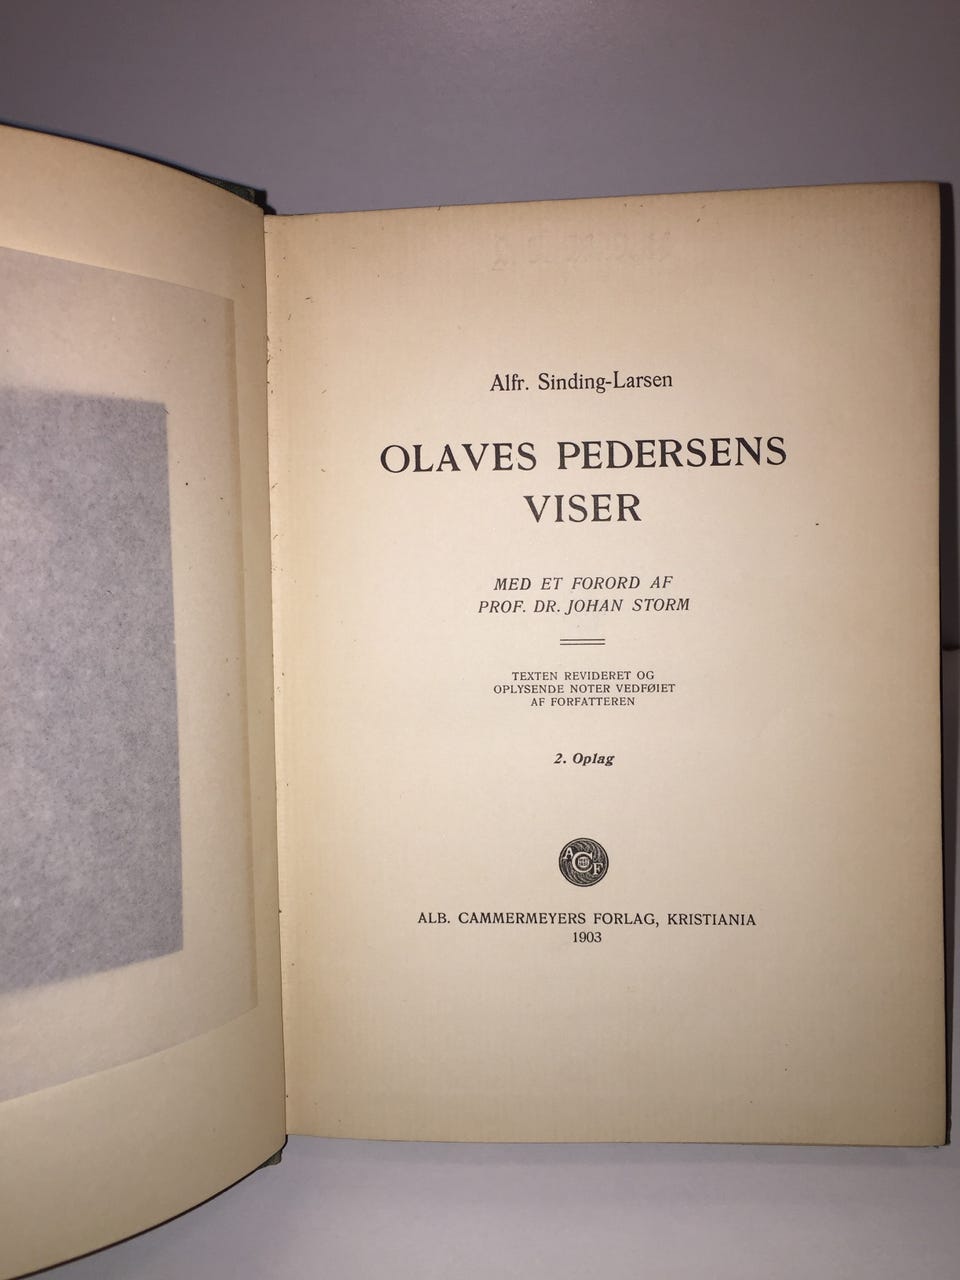 Alfr. Sinding-Larsen
OLAVES PEDERSENS
VISER
MED ET FORORD AF
PROF. DR. JOHAN STORM
TEXTEN REVIDERET OG
OPLYSENDE NOTER VEDFØIET
AF FORFATTEREN
2. Oplag
A C F
ALB. CAMMERMEYERS FORLAG, KRISTIANIA
1903